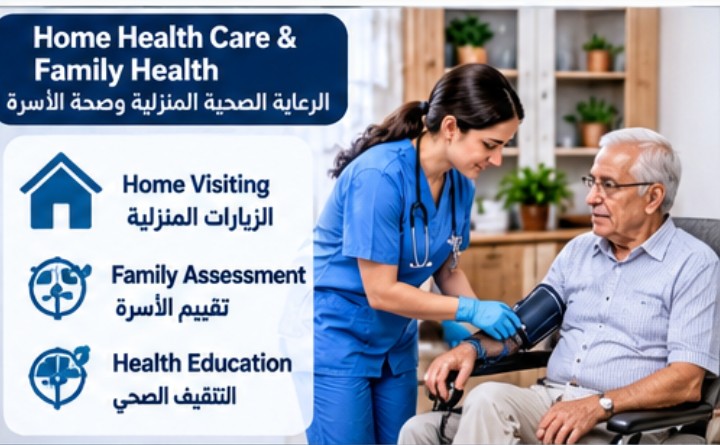 Home Health Care &
Family Health
الرعاية الصحية المنزلية وصحة الأسرة
Home Visiting
الزيارات المنزلية
Family Assessment
تقييم الأسرة
Health Education
التثقيف الصحي